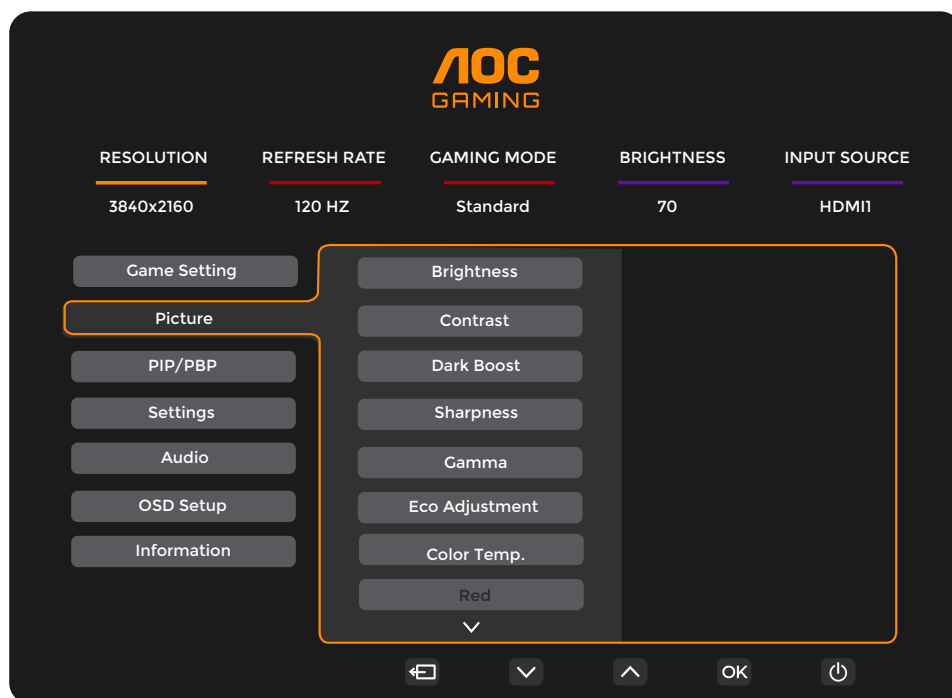 AOC
GAMING
RESOLUTION REFRESH RATE GAMING MODE BRIGHTNESS INPUT SOURCE
3840x2160 120 HZ Standard 70 HDMI1
Game Setting
Picture
PIP/PBP
Settings
Audio
OSD Setup
Information
Brightness
Contrast
Dark Boost
Sharpness
Gamma
Eco Adjustment
Color Temp.
Red
OK